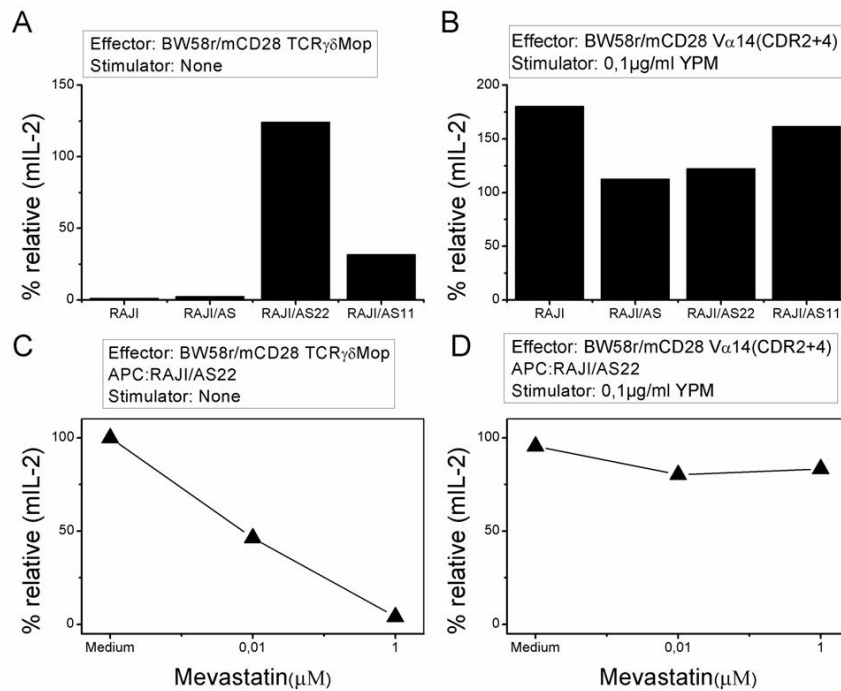 A
Effector: BW58r/mCD28 TCRγδMop
Stimulator: None
% relative (mIL-2)
150
100
50
0
RAJI
RAJI/AS
RAJI/AS22
RAJI/AS11
B
Effector: BW58r/mCD28 Vα14(CDR2+4)
Stimulator: 0,1µg/ml YPM
% relative (mIL-2)
200
150
100
50
0
RAJI
RAJI/AS
RAJI/AS22
RAJI/AS11
C
Effector: BW58r/mCD28 TCRγδMop
APC:RAJI/AS22
Stimulator: None
% relative (mIL-2)
100
50
0
Medium
0,01
1
Mevastatin(µM)
D
Effector: BW58r/mCD28 Vα14(CDR2+4)
APC:RAJI/AS22
Stimulator: 0,1µg/ml YPM
% relative (mIL-2)
100
50
0
Medium
0,01
1
Mevastatin(µM)